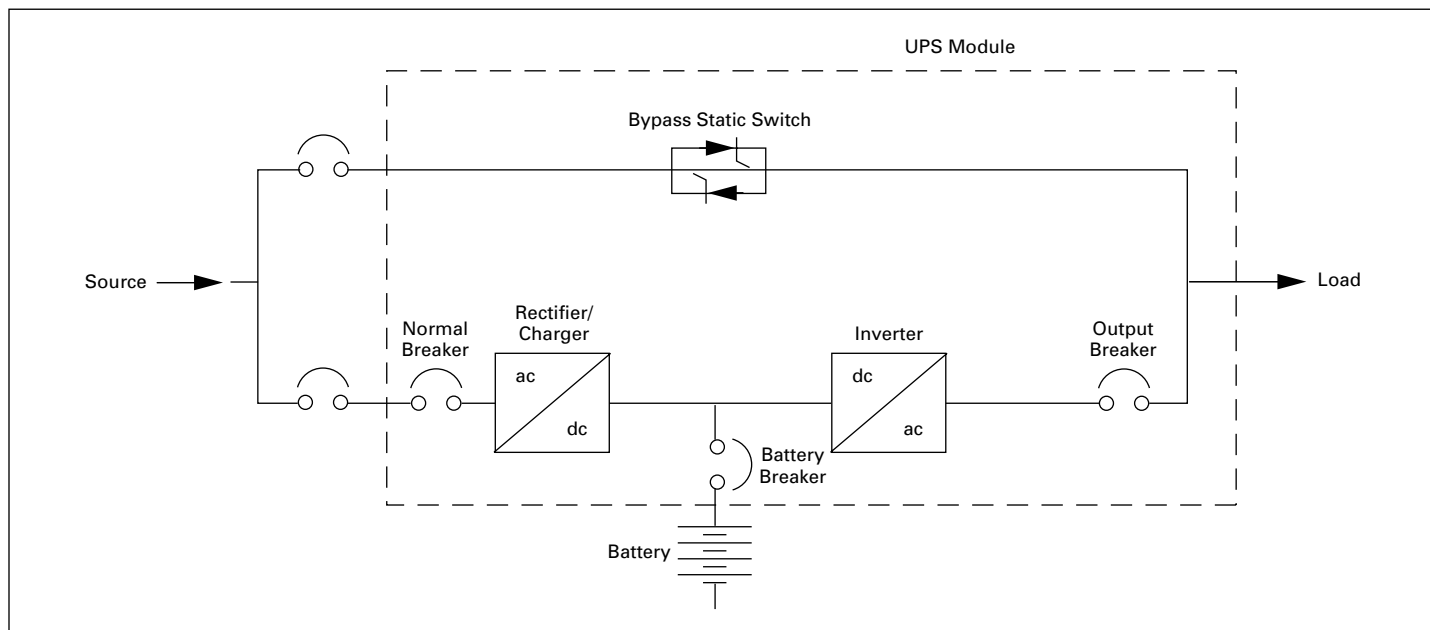 UPS Module
Bypass Static Switch
Source
Load
Normal
Breaker
Rectifier/
Charger
ac
dc
Inverter
dc
ac
Output
Breaker
Battery
Breaker
Battery